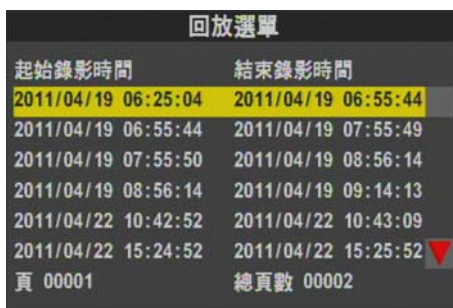 回放選單
起始錄影時間 結束錄影時間
2011/04/19 06:25:04 2011/04/19 06:55:44
2011/04/19 06:55:44 2011/04/19 07:55:49
2011/04/19 07:55:50 2011/04/19 08:56:14
2011/04/19 08:56:14 2011/04/19 09:14:13
2011/04/22 10:42:52 2011/04/22 10:43:09
2011/04/22 15:24:52 2011/04/22 15:25:52
頁 00001 總頁數 00002